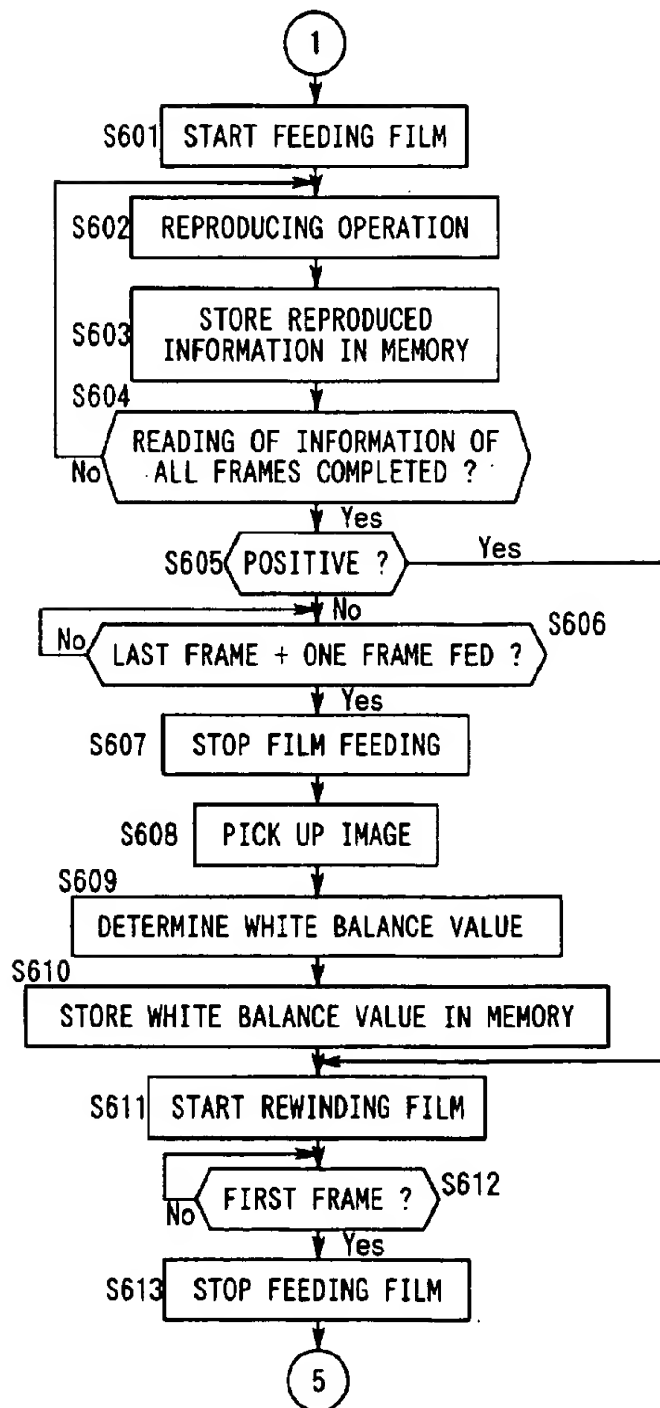 1
S601 START FEEDING FILM
S602 REPRODUCING OPERATION
S603 STORE REPRODUCED
INFORMATION IN MEMORY
S604
READING OF INFORMATION OF
ALL FRAMES COMPLETED ?
No
Yes
S605 POSITIVE ? Yes
No
S606
No LAST FRAME + ONE FRAME FED ?
Yes
S607 STOP FILM FEEDING
S608 PICK UP IMAGE
S609
DETERMINE WHITE BALANCE VALUE
S610
STORE WHITE BALANCE VALUE IN MEMORY
S611 START REWINDING FILM
FIRST FRAME ? S612
No
Yes
S613 STOP FEEDING FILM
5